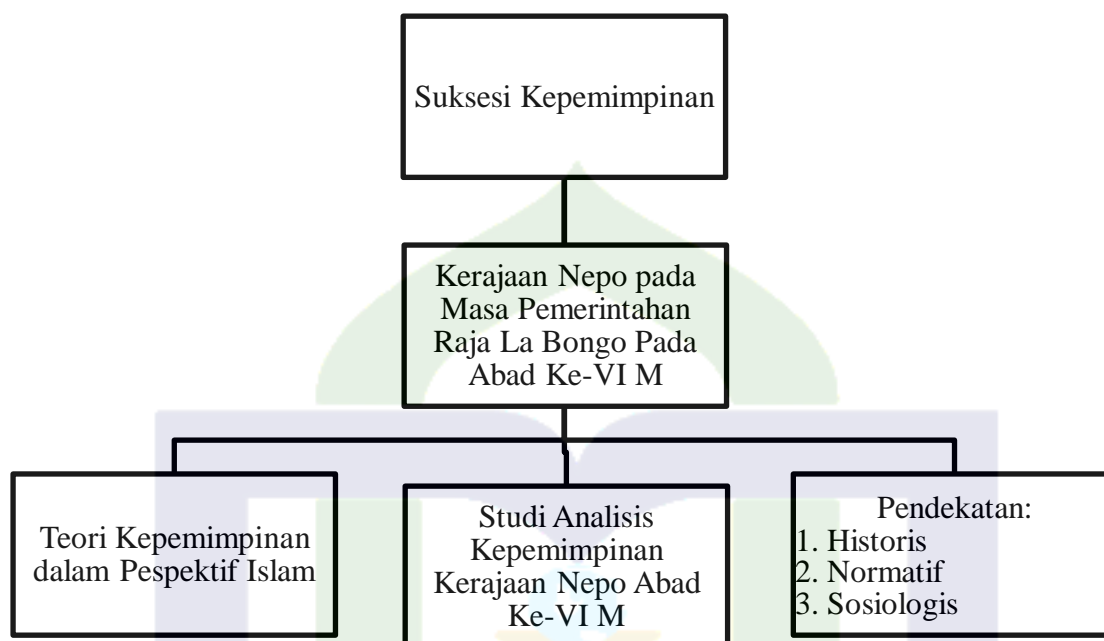 Suksesi Kepemimpinan
Kerajaan Nepo pada
Masa Pemerintahan
Raja La Bongo Pada
Abad Ke-VI M
Teori Kepemimpinan
dalam Pespektif Islam
Studi Analisis
Kepemimpinan
Kerajaan Nepo Abad
Ke-VI M
Pendekatan:
1. Historis
2. Normatif
3. Sosiologis